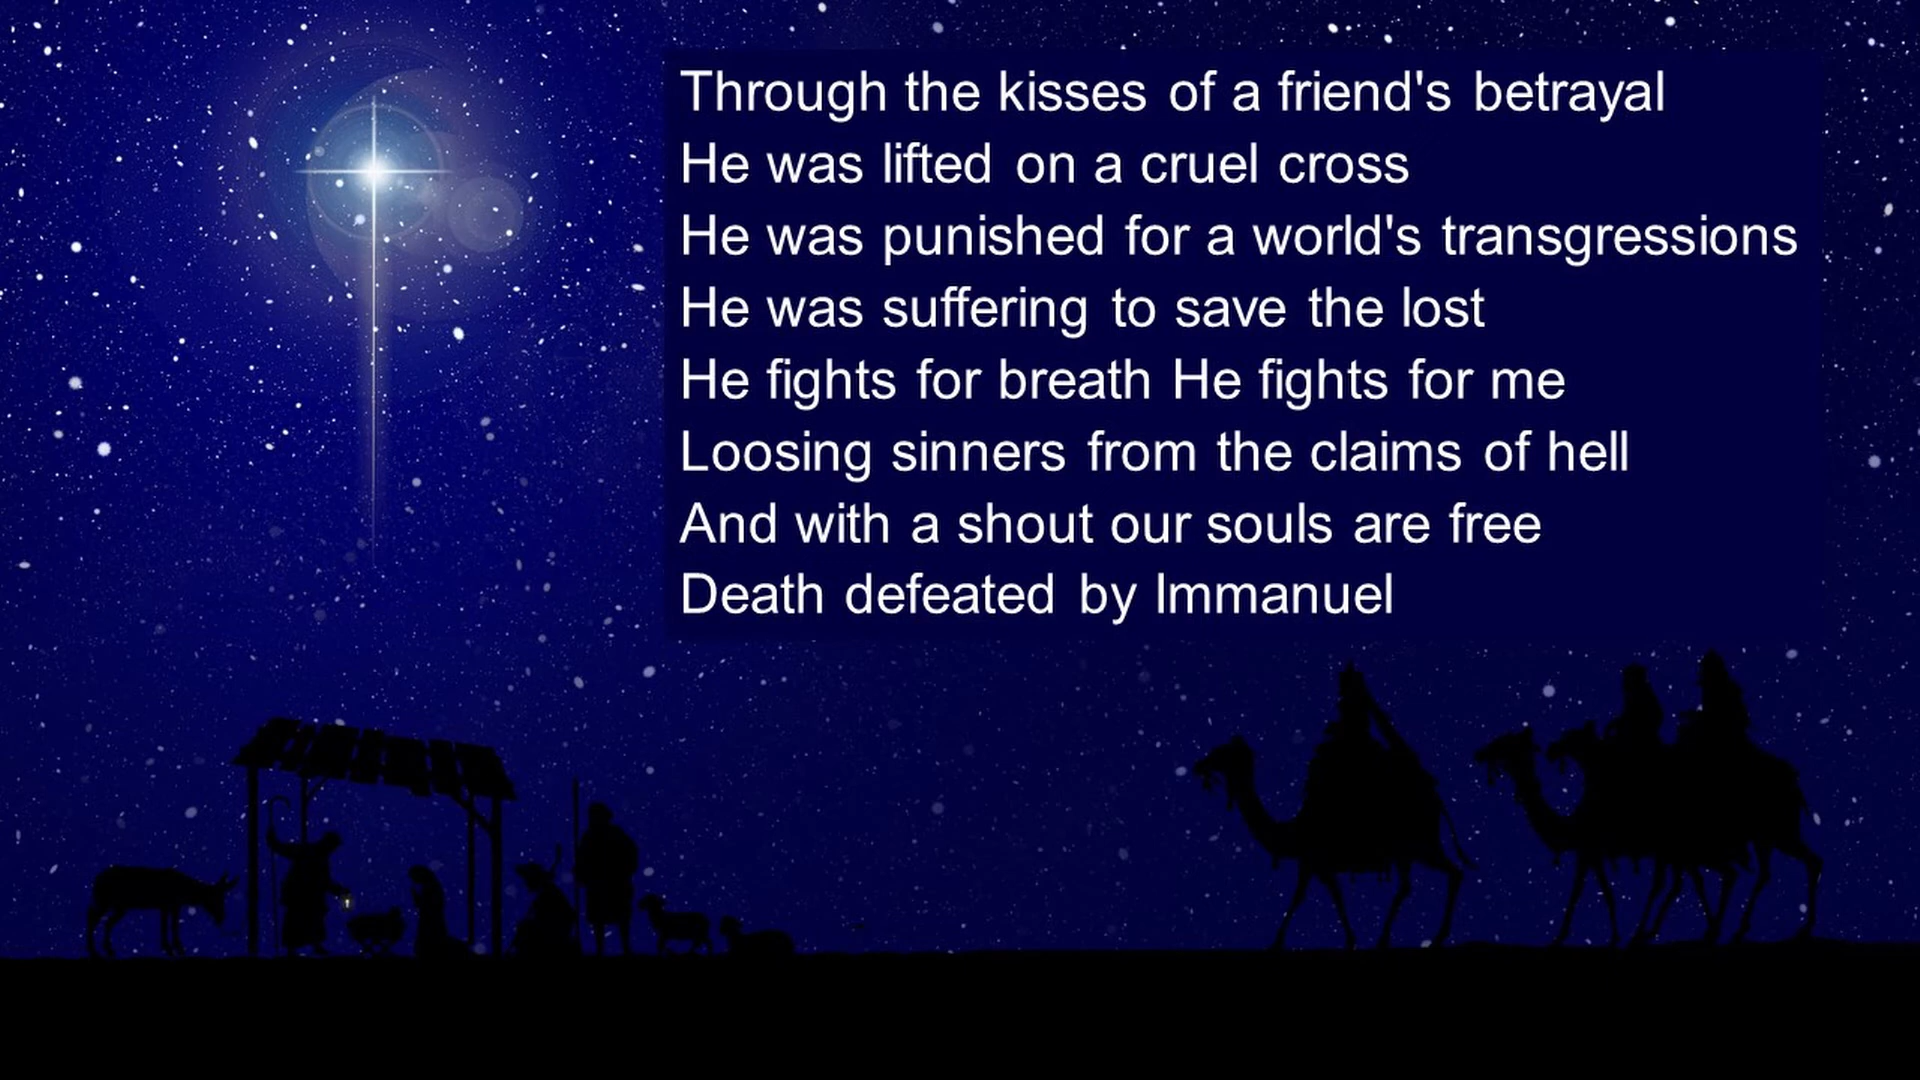 Through the kisses of a friend's betrayal
He was lifted on a cruel cross
He was punished for a world's transgressions
He was suffering to save the lost
He fights for breath He fights for me
Loosing sinners from the claims of hell
And with a shout our souls are free
Death defeated by Immanuel